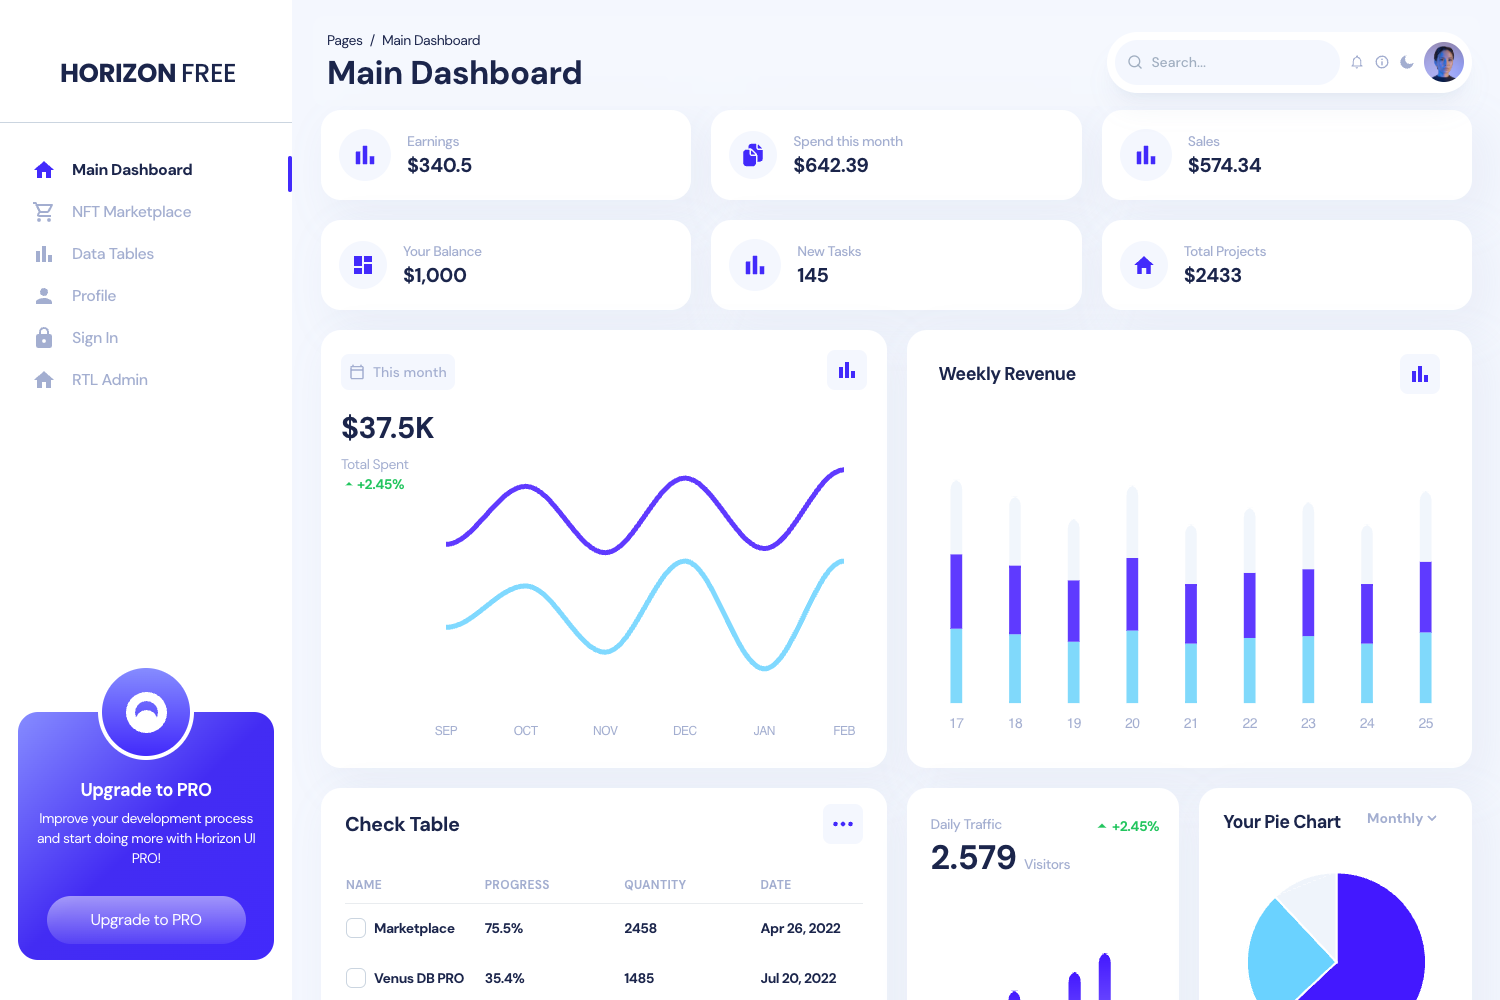 HORIZON FREE
Main Dashboard
NFT Marketplace
Data Tables
Profile
Sign In
RTL Admin
Upgrade to PRO
Improve your development process
and start doing more with Horizon UI
PRO!
Upgrade to PRO
Pages / Main Dashboard
Main Dashboard
Search...
Earnings
$340.5
Spend this month
$642.39
Sales
$574.34
Your Balance
$1,000
New Tasks
145
Total Projects
$2433
This month
$37.5K
Total Spent
+2.45%
SEP OCT NOV DEC JAN FEB
Weekly Revenue
17 18 19 20 21 22 23 24 25
Check Table
NAME PROGRESS QUANTITY DATE
Marketplace 75.5% 2458 Apr 26, 2022
Venus DB PRO 35.4% 1485 Jul 20, 2022
Daily Traffic
+2.45%
2.579 Visitors
Your Pie Chart
Monthly